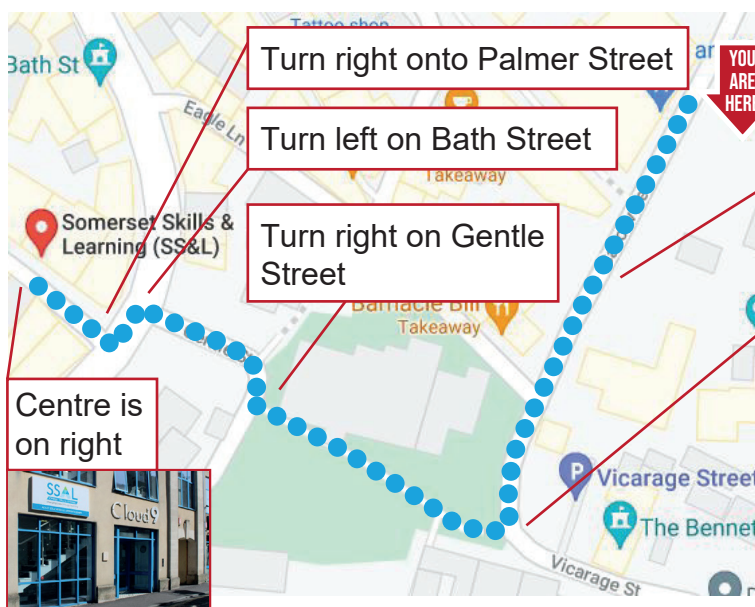 Tattoo shop
Turn right onto Palmer Street
YOU
ARE
HERE
Bath St
Eagle Ln
Turn left on Bath Street
Takeaway
Somerset Skills &
Learning (SS&L)
Turn right on Gentle
Street
Barnacle Bill
Takeaway
Centre is
on right
SS&L
Cloud9
Vicarage Street
The Bennet
Vicarage St